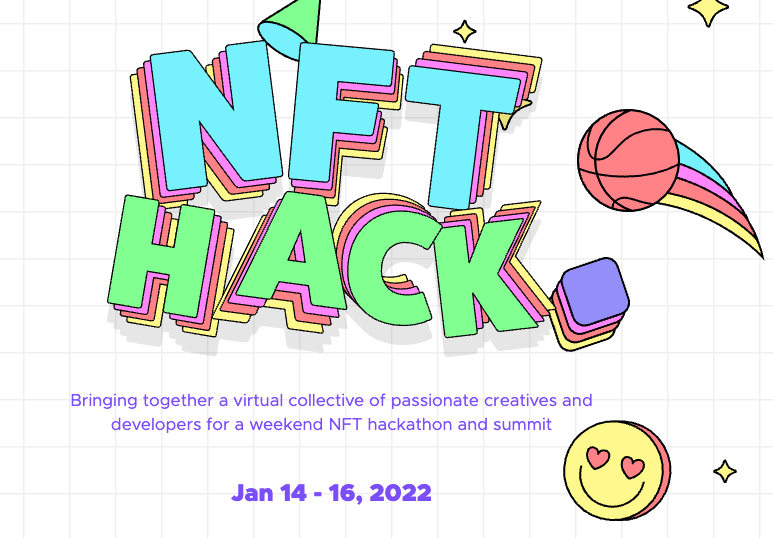 NFT
HACK
Bringing together a virtual collective of passionate creatives and
developers for a weekend NFT hackathon and summit
Jan 14 - 16, 2022